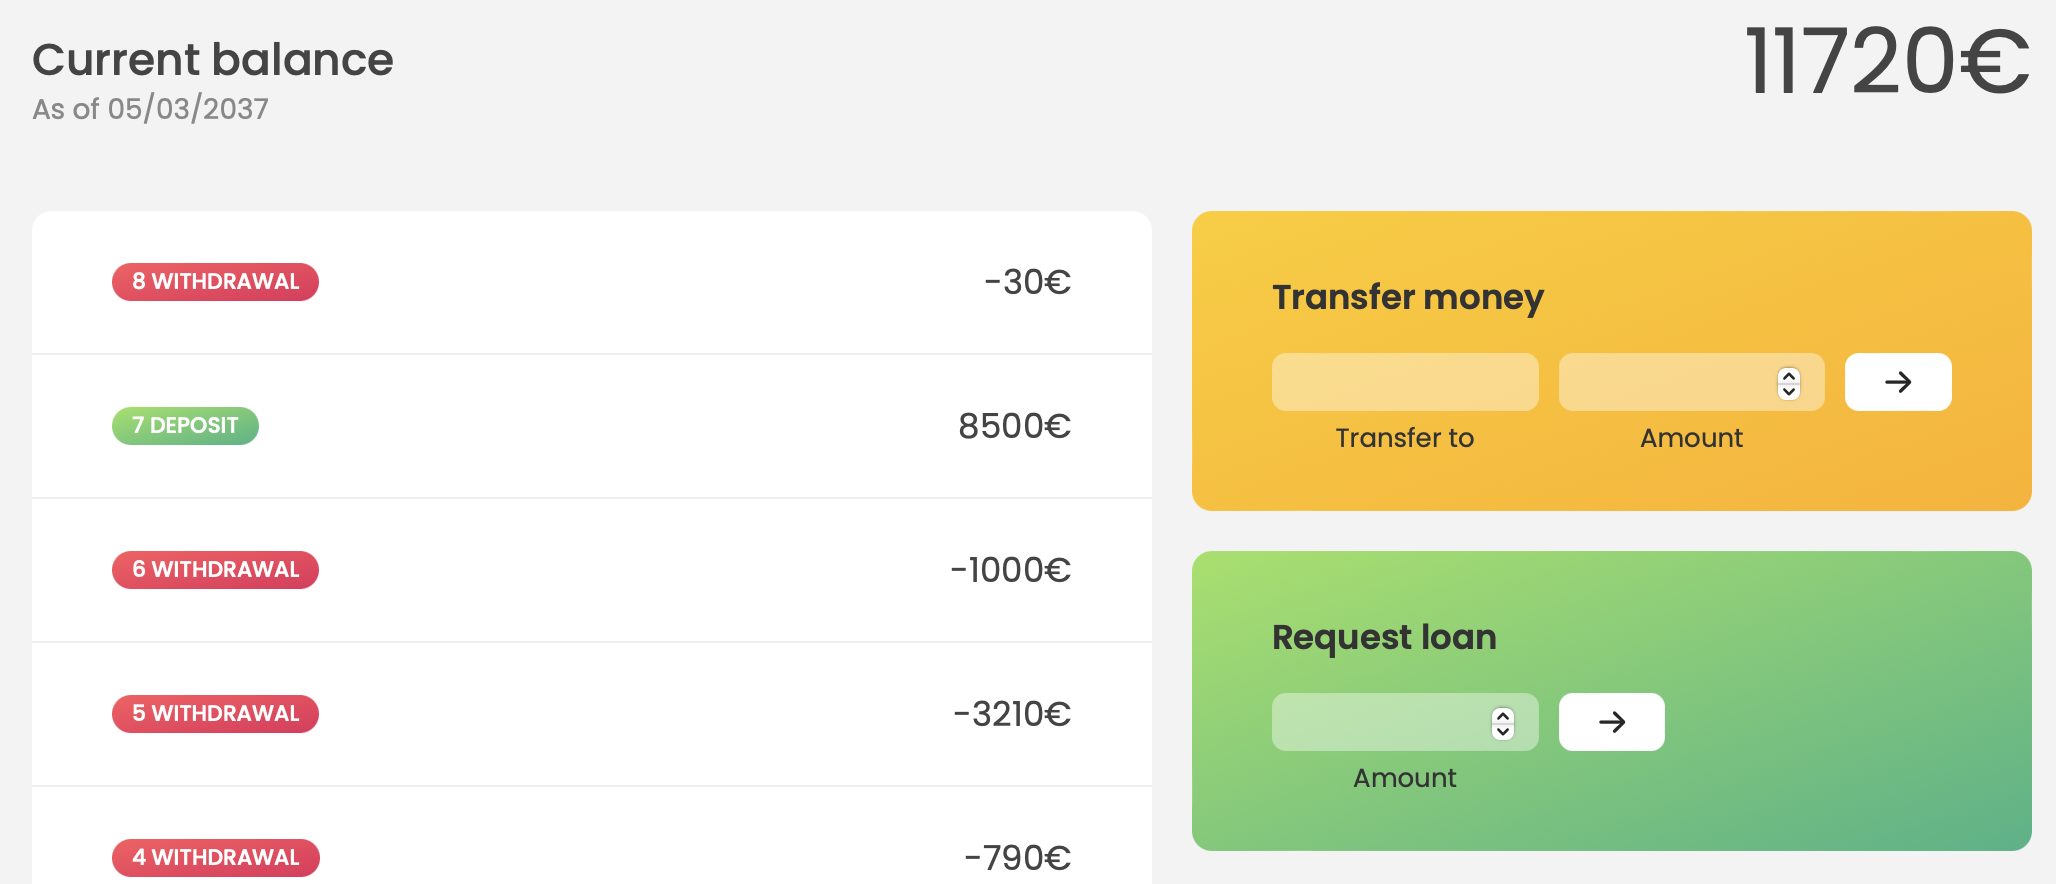 Current balance
As of 05/03/2037
11720€
8 WITHDRAWAL
-30€
7 DEPOSIT
8500€
6 WITHDRAWAL
-1000€
5 WITHDRAWAL
-3210€
4 WITHDRAWAL
-790€
Transfer money
→
Transfer to
Amount
Request loan
→
Amount